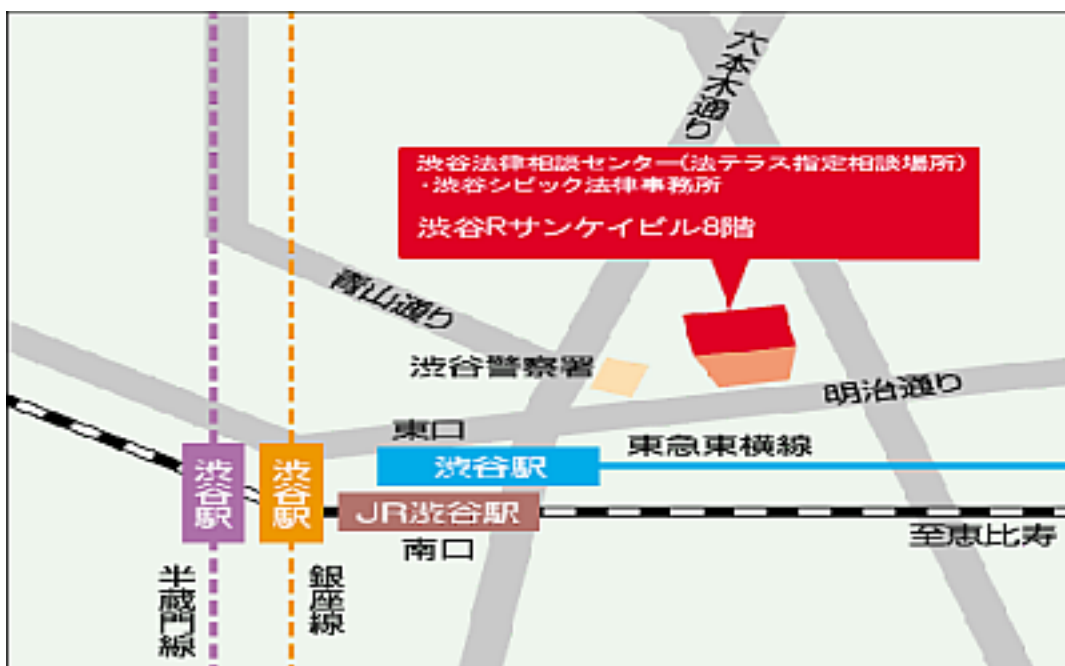 六本木通り
渋谷法律相談センター(法テラス指定相談場所)
・渋谷シビック法律事務所
渋谷Rサンケイビル8階
青山通り
渋谷警察署
明治通り
東口
東急東横線
渋谷駅
渋谷駅
渋谷駅
JR渋谷駅
南口
至恵比寿
半蔵門線
銀座線